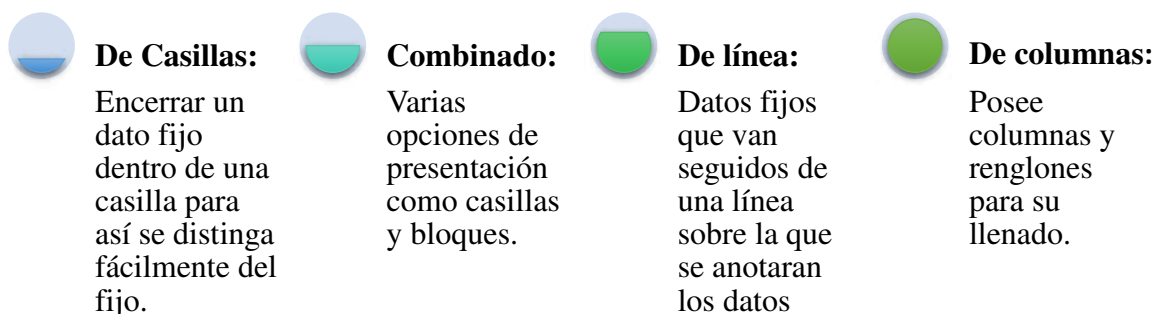 De Casillas:
Encerrar un
dato fijo
dentro de una
casilla para
así se distinga
fácilmente del
fijo.
Combinado:
Varias
opciones de
presentación
como casillas
y bloques.
De línea:
Datos fijos
que van
seguidos de
una línea
sobre la que
se anotaran
los datos
De columnas:
Posee
columnas y
renglones
para su
llenado.